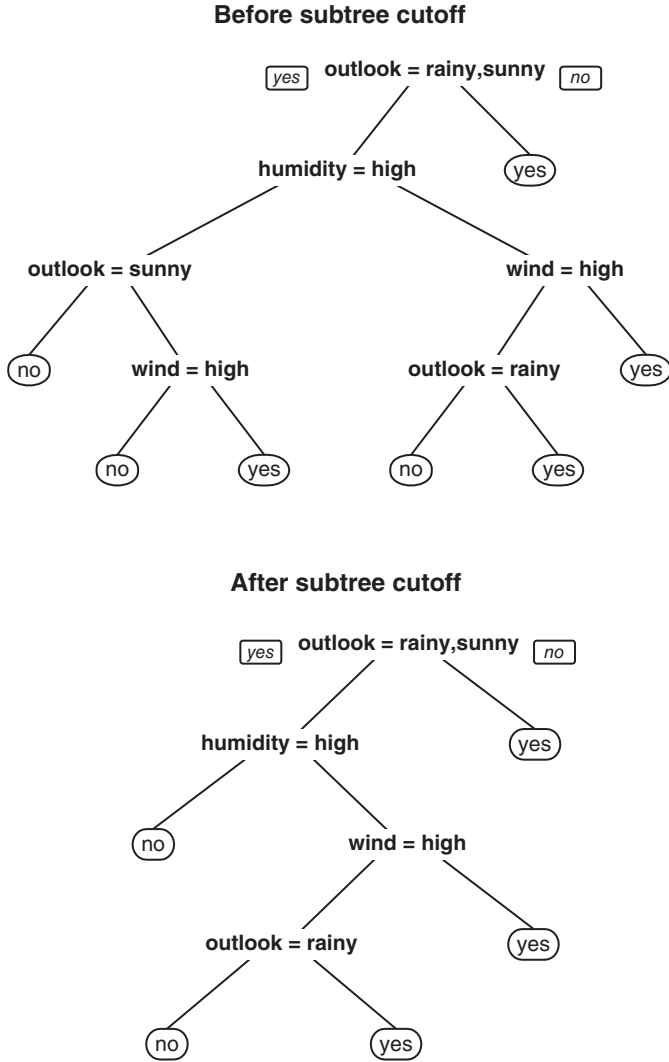 Before subtree cutoff
yes outlook = rainy,sunny no
humidity = high yes
outlook = sunny wind = high
no wind = high outlook = rainy yes
no yes no yes
After subtree cutoff
yes outlook = rainy,sunny no
humidity = high yes
no wind = high
outlook = rainy yes
no yes